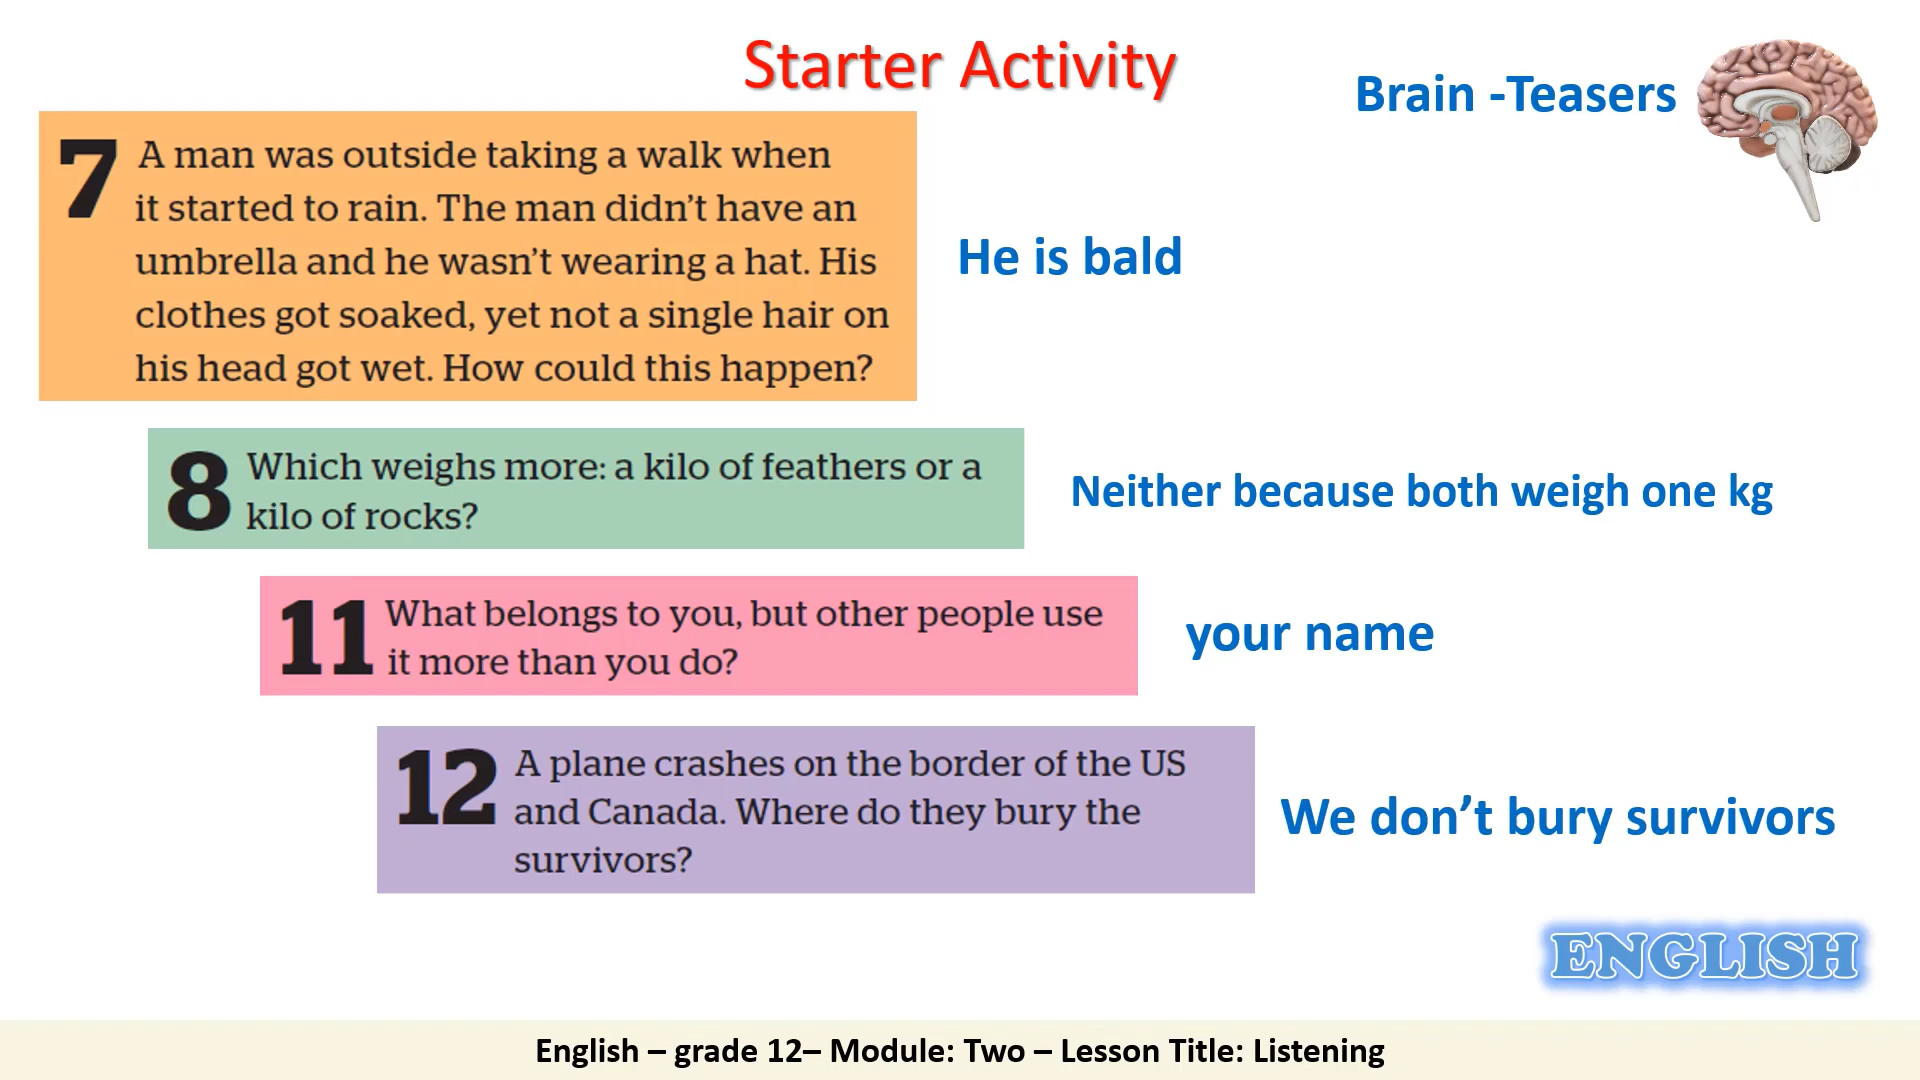 Starter Activity
Brain -Teasers
7 A man was outside taking a walk when
it started to rain. The man didn't have an
umbrella and he wasn't wearing a hat. His
clothes got soaked, yet not a single hair on
his head got wet. How could this happen?
He is bald
8 Which weighs more: a kilo of feathers or a
kilo of rocks?
Neither because both weigh one kg
11 What belongs to you, but other people use
it more than you do?
your name
12 A plane crashes on the border of the US
and Canada. Where do they bury the
survivors?
We don’t bury survivors
ENGLISH
English – grade 12– Module: Two – Lesson Title: Listening